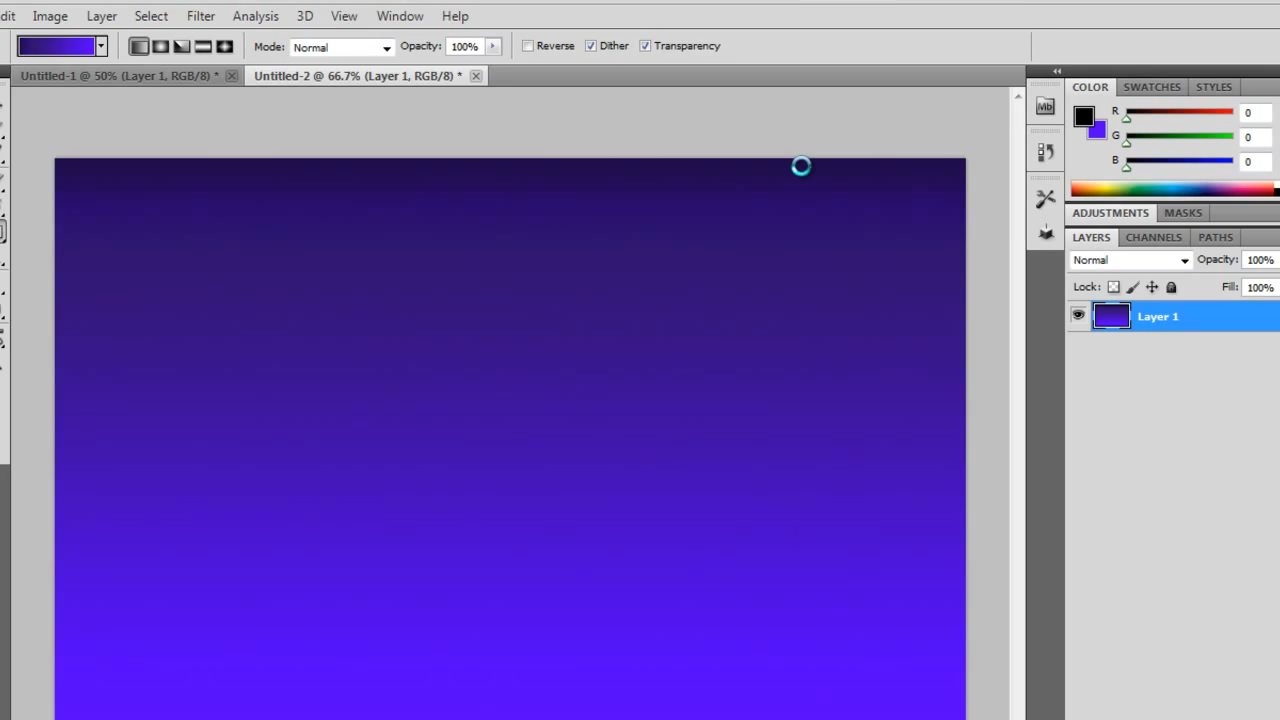 dit Image Layer Select Filter Analysis 3D View Window Help
Mode: Normal Opacity: 100% Reverse Dither Transparency
Untitled-1 @ 50% (Layer 1, RGB/8) * Untitled-2 @ 66.7% (Layer 1, RGB/8) *
COLOR SWATCHES STYLES
Mb
R 0
G 0
B 0
ADJUSTMENTS MASKS
LAYERS CHANNELS PATHS
Normal Opacity: 100%
Lock: Fill: 100%
Layer 1